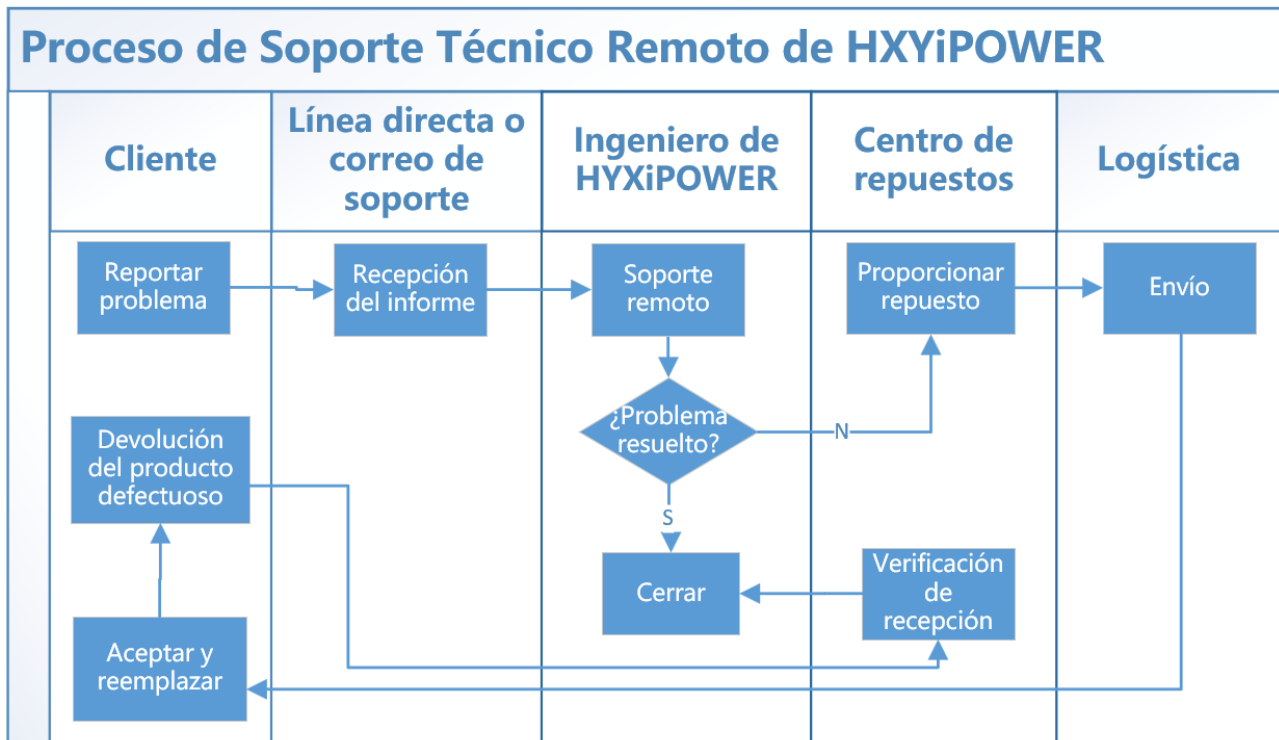 Proceso de Soporte Técnico Remoto de HXYiPOWER
Cliente
Línea directa o
correo de
soporte
Ingeniero de
HYXiPOWER
Centro de
repuestos
Logística
Reportar
problema
Recepción
del informe
Soporte
remoto
Proporcionar
repuesto
Envío
¿Problema
resuelto?
N
S
Devolución
del producto
defectuoso
Cerrar
Verificación
de
recepción
Aceptar y
reemplazar